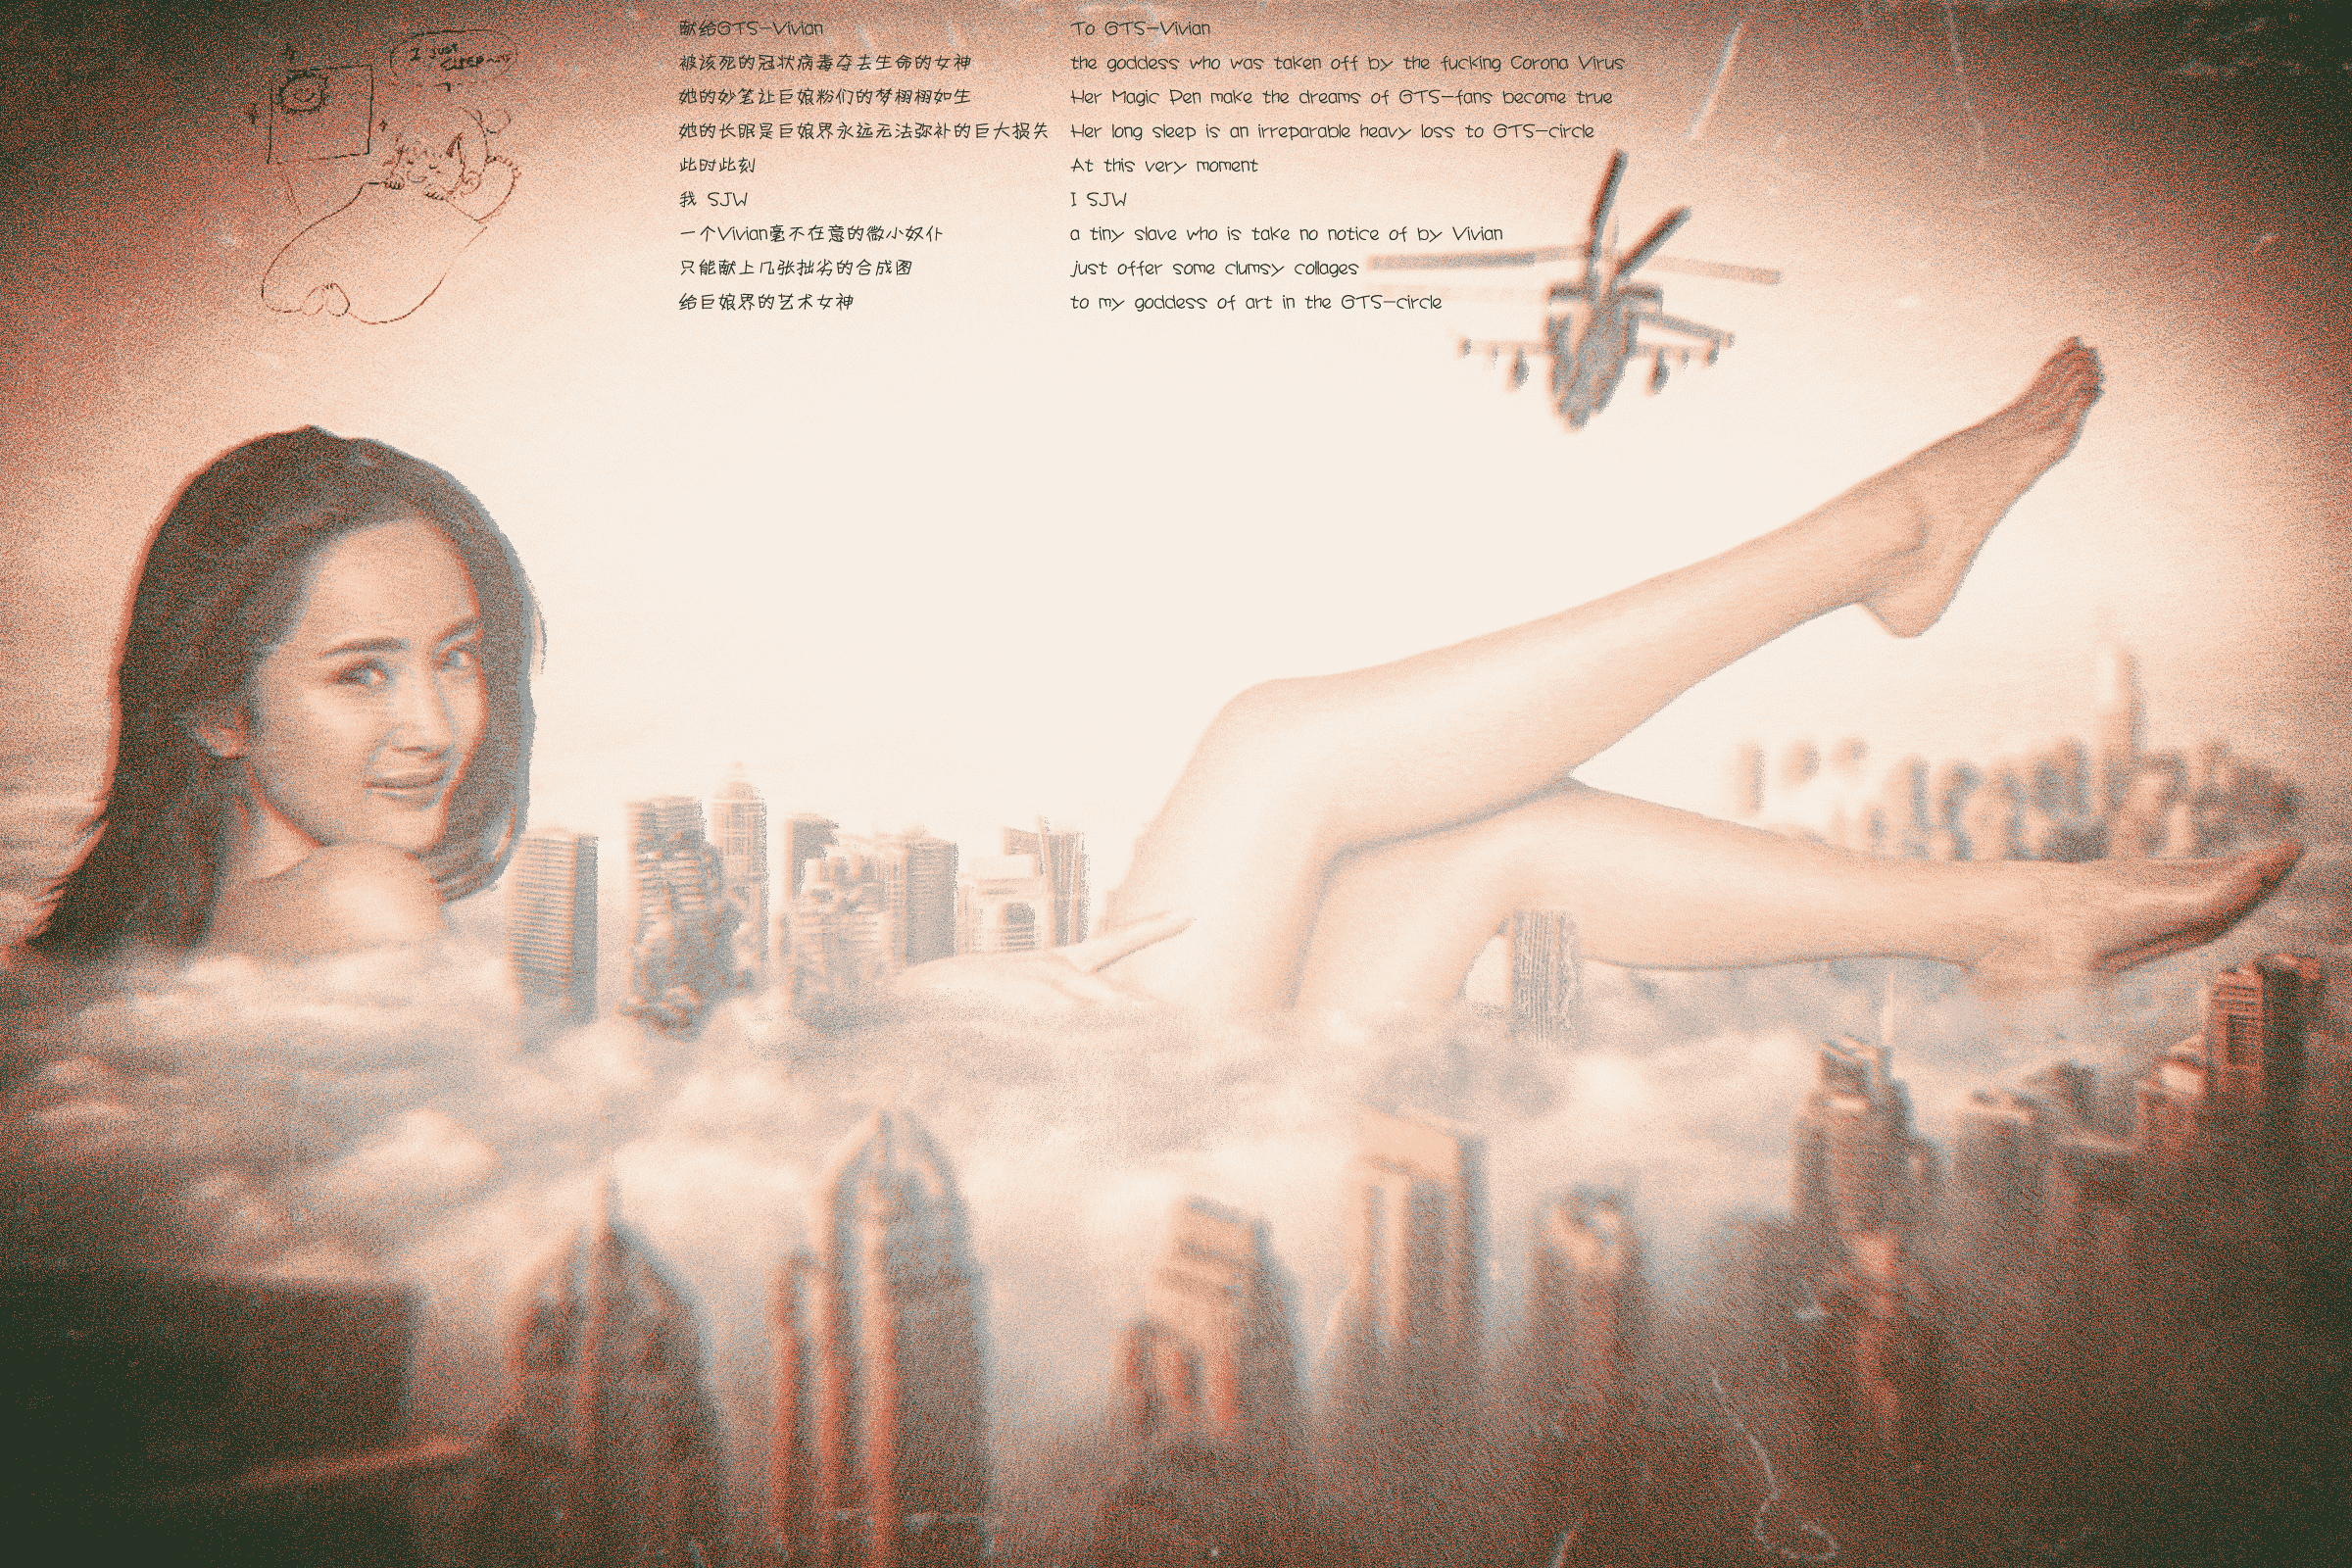 I just
sleep
献给GTS-Vivian
被该死的冠状病毒夺去生命的女神
她的妙笔让巨娘粉们的梦栩栩如生
她的长眠是巨娘界永远无法弥补的巨大损失
此时此刻
我 SJW
一个Vivian毫不在意的微小奴仆
只能献上几张拙劣的合成图
给巨娘界的艺术女神
To GTS-Vivian
the goddess who was taken off by the fucking Corona Virus
Her Magic Pen make the dreams of GTS-fans become true
Her long sleep is an irreparable heavy loss to GTS-circle
At this very moment
I SJW
a tiny slave who is take no notice of by Vivian
just offer some clumsy collages
to my goddess of art in the GTS-circle